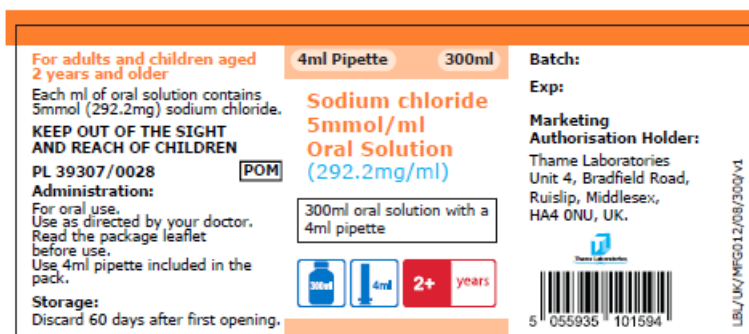 For adults and children aged
2 years and older
Each ml of oral solution contains
5mmol (292.2mg) sodium chloride.
KEEP OUT OF THE SIGHT
AND REACH OF CHILDREN
PL 39307/0028 POM
Administration:
For oral use.
Use as directed by your doctor.
Read the package leaflet
before use.
Use 4ml pipette included in the
pack.
Storage:
Discard 60 days after first opening.
4ml Pipette 300ml
Sodium chloride
5mmol/ml
Oral Solution
(292.2mg/ml)
300ml oral solution with a
4ml pipette
300ml 4ml 2+ years
Batch:
Exp:
Marketing
Authorisation Holder:
Thame Laboratories
Unit 4, Bradfield Road,
Ruislip, Middlesex,
HA4 0NU, UK.
Thame Laboratories
5 055935 101594
LBL/UK/MFG012/08/300/v1